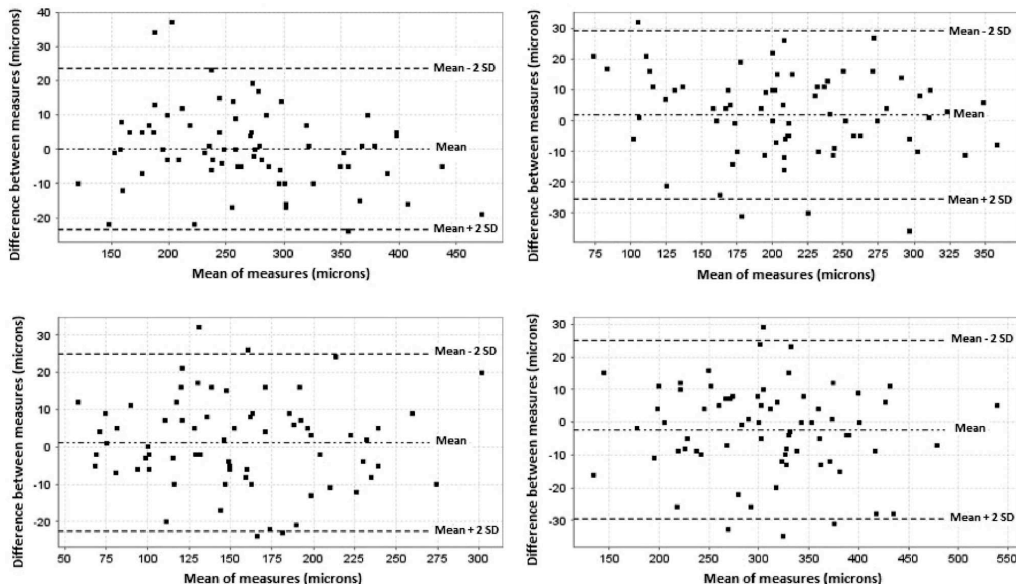 Difference between measures (microns)
40
30
20
10
0
-10
-20
Mean - 2 SD
Mean
Mean + 2 SD
150 200 250 300 350 400 450
Mean of measures (microns)
Difference between measures (microns)
30
20
10
0
-10
-20
-30
Mean - 2 SD
Mean
Mean + 2 SD
75 100 125 150 175 200 225 250 275 300 325 350
Mean of measures (microns)
Difference between measures (microns)
30
20
10
0
-10
-20
Mean - 2 SD
Mean
Mean + 2 SD
50 75 100 125 150 175 200 225 250 275 300
Mean of measures (microns)
Difference between measures (microns)
30
20
10
0
-10
-20
-30
Mean - 2 SD
Mean
Mean + 2 SD
150 200 250 300 350 400 450 500 550
Mean of measures (microns)